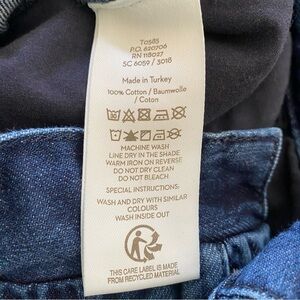 T0585
P.O. 620706
RN 118027
SC 6059 / 3018
Made in Turkey
100% Cotton / Baumwolle
/ Coton
MACHINE WASH
LINE DRY IN THE SHADE
WARM IRON ON REVERSE
DO NOT DRY CLEAN
DO NOT BLEACH
SPECIAL INSTRUCTIONS:
WASH AND DRY WITH SIMILAR
COLOURS
WASH INSIDE OUT
THIS CARE LABEL IS MADE
FROM RECYCLED MATERIAL